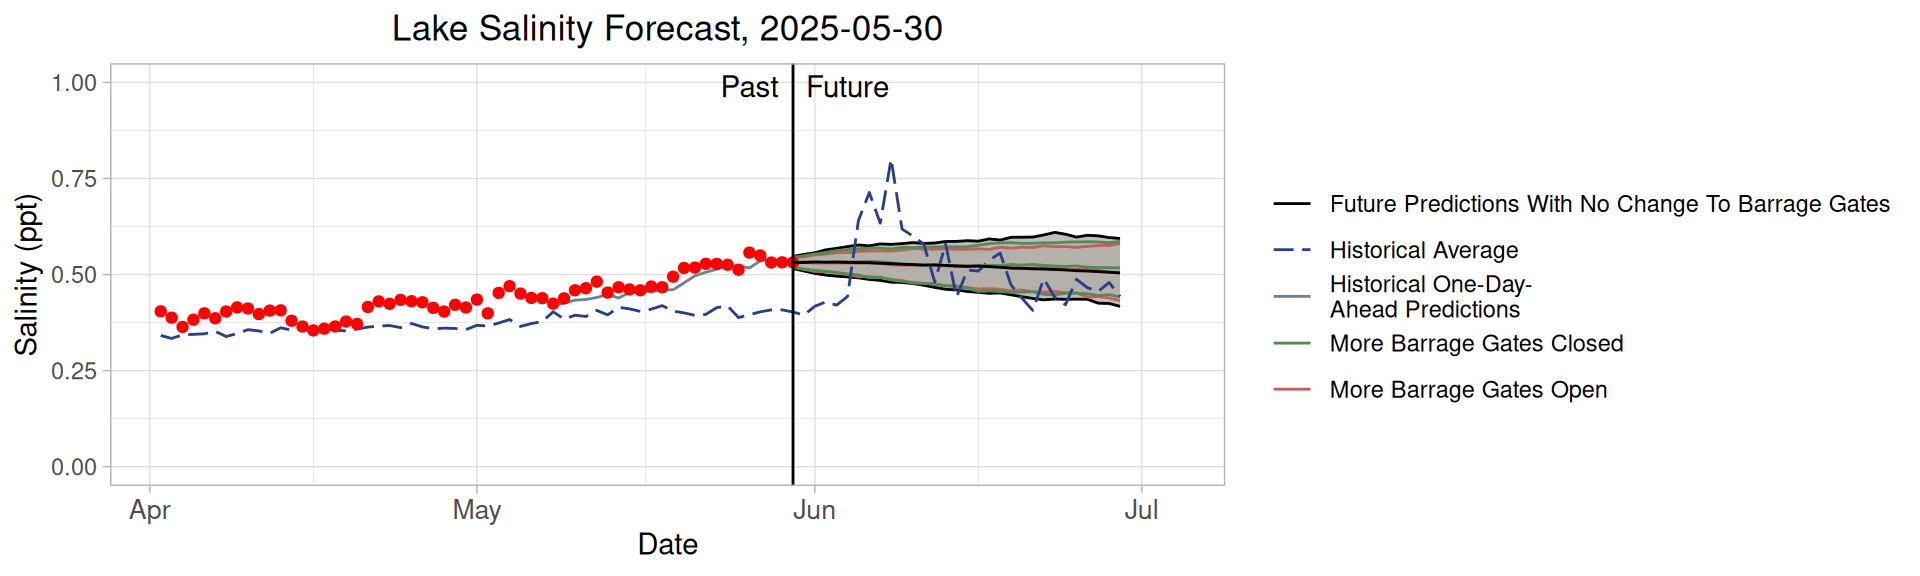 Lake Salinity Forecast, 2025-05-30
Past
Future
1.00
0.75
0.50
0.25
0.00
Salinity (ppt)
Apr
May
Jun
Jul
Date
Future Predictions With No Change To Barrage Gates
Historical Average
Historical One-Day-
Ahead Predictions
More Barrage Gates Closed
More Barrage Gates Open